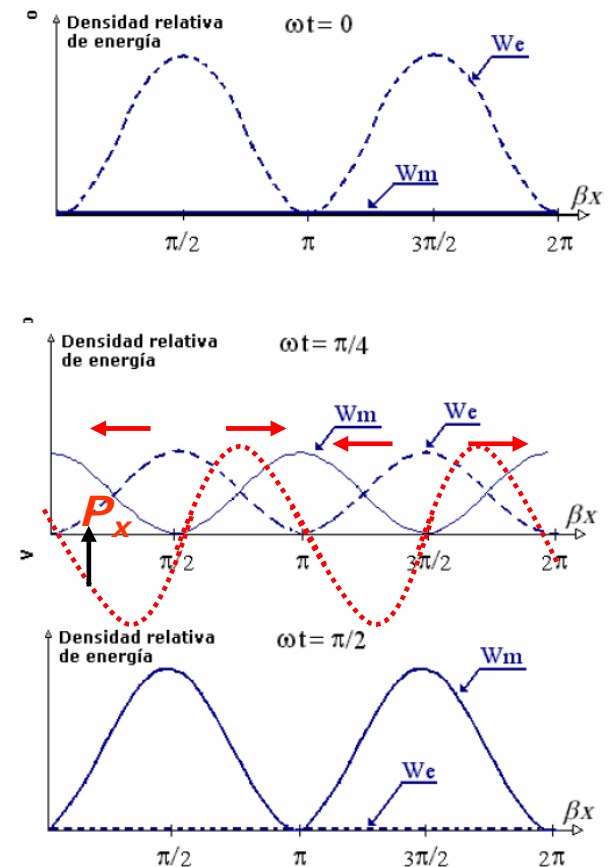 Densidad relativa
de energía
ωt= 0
We
Wm
βx
π/2
π
3π/2
2π
Densidad relativa
de energía
ωt= π/4
Wm
We
Px
βx
π/2
π
3π/2
2π
Densidad relativa
de energía
ωt= π/2
Wm
We
βx
π/2
π
3π/2
2π